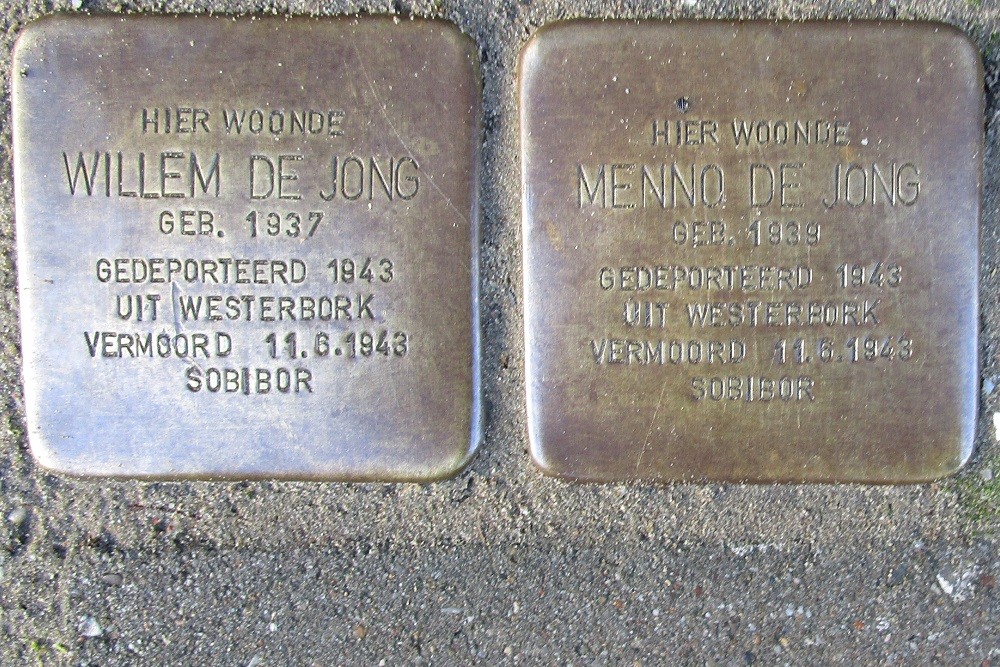 HIER WOONDE
WILLEM DE JONG
GEB. 1937
GEDEPORTEERD 1943
UIT WESTERBORK
VERMOORD 11.6.1943
SOBIBOR
HIER WOONDE
MENNO DE JONG
GEB. 1939
GEDEPORTEERD 1943
UIT WESTERBORK
VERMOORD 11.6.1943
SOBIBOR